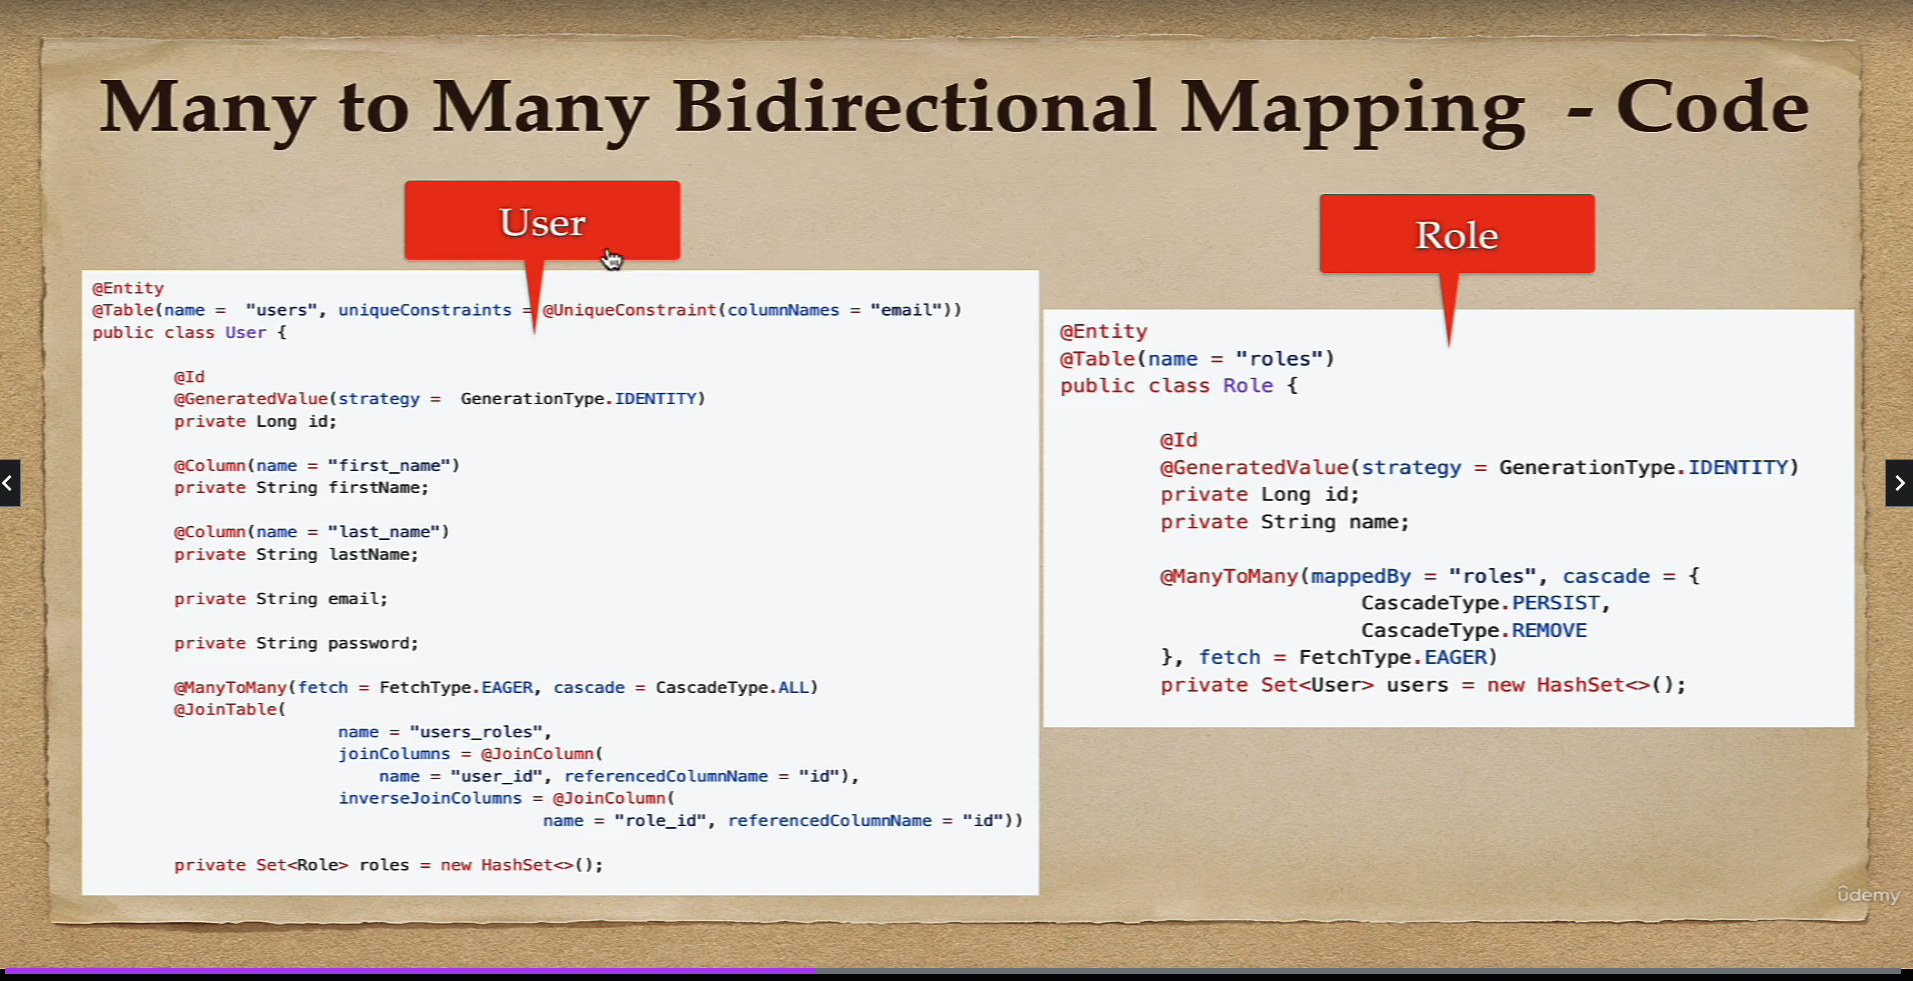 Many to Many Bidirectional Mapping - Code
User
@Entity
@Table(name = "users", uniqueConstraints = @UniqueConstraint(columnNames = "email"))
public class User {
@Id
@GeneratedValue(strategy = GenerationType.IDENTITY)
private Long id;
@Column(name = "first_name")
private String firstName;
@Column(name = "last_name")
private String lastName;
private String email;
private String password;
@ManyToMany(fetch = FetchType.EAGER, cascade = CascadeType.ALL)
@JoinTable(
name = "users_roles",
joinColumns = @JoinColumn(
name = "user_id", referencedColumnName = "id"),
inverseJoinColumns = @JoinColumn(
name = "role_id", referencedColumnName = "id"))
private Set<Role> roles = new HashSet<>();
Role
@Entity
@Table(name = "roles")
public class Role {
@Id
@GeneratedValue(strategy = GenerationType.IDENTITY)
private Long id;
private String name;
@ManyToMany(mappedBy = "roles", cascade = {
CascadeType.PERSIST,
CascadeType.REMOVE
}, fetch = FetchType.EAGER)
private Set<User> users = new HashSet<>();
ûdemy